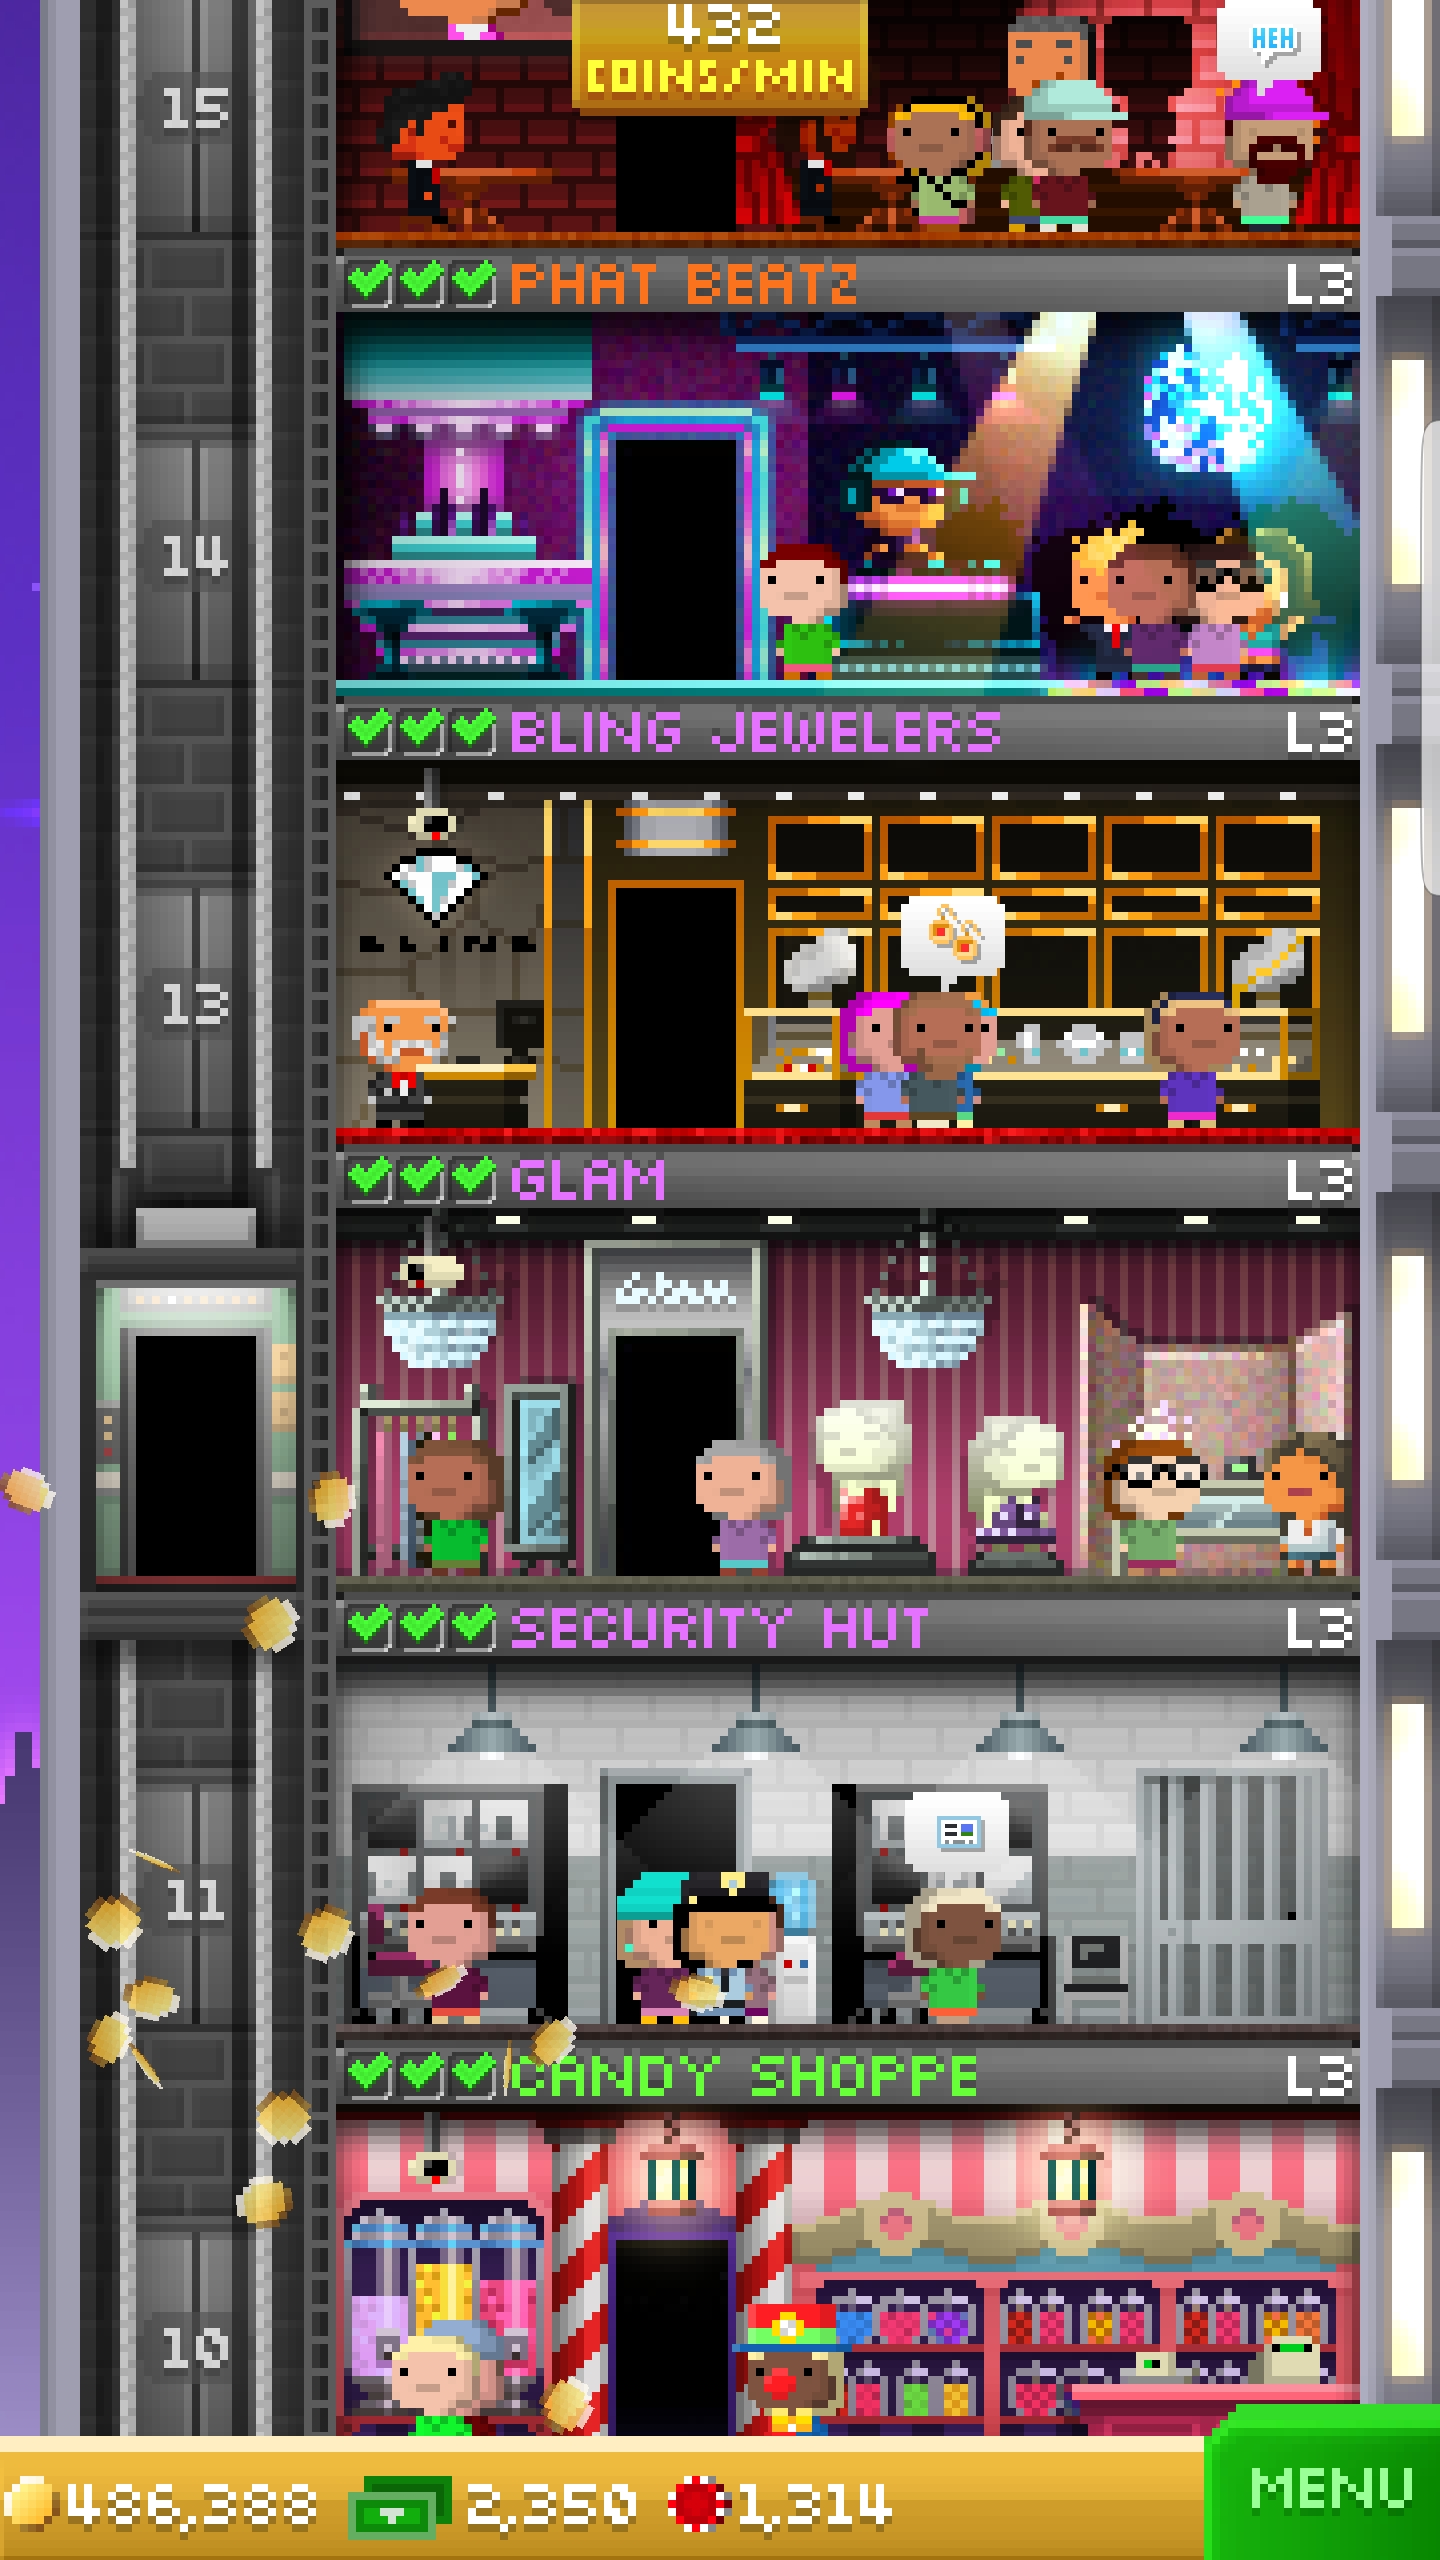 432
COINS/MIN
HEH
15
PHAT BEATZ
L3
14
BLING JEWELERS
L3
BLING
13
GLAM
L3
Glam
SECURITY HUT
L3
11
CANDY SHOPPE
L3
10
486,388
2,350
1,314
MENU